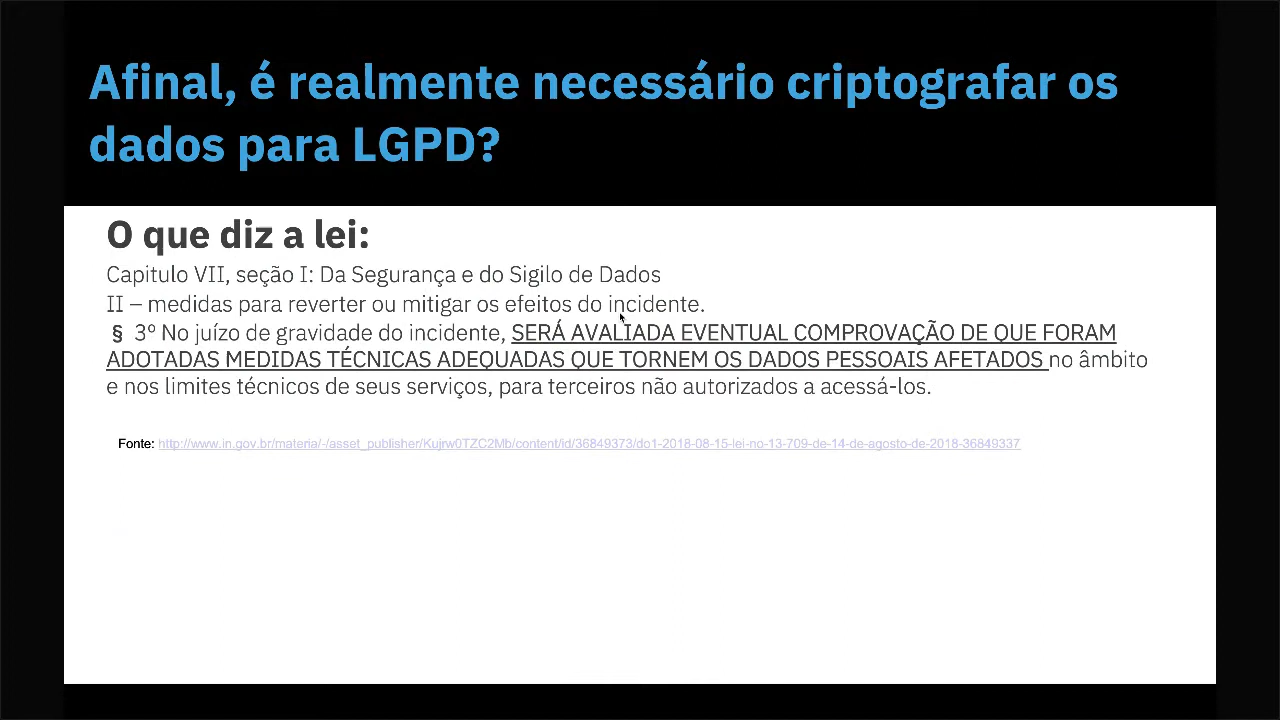 Afinal, é realmente necessário criptografar os
dados para LGPD?
O que diz a lei:
Capitulo VII, seção I: Da Segurança e do Sigilo de Dados
II – medidas para reverter ou mitigar os efeitos do incidente.
§ 3º No juízo de gravidade do incidente, SERÁ AVALIADA EVENTUAL COMPROVAÇÃO DE QUE FORAM
ADOTADAS MEDIDAS TÉCNICAS ADEQUADAS QUE TORNEM OS DADOS PESSOAIS AFETADOS no âmbito
e nos limites técnicos de seus serviços, para terceiros não autorizados a acessá-los.
Fonte: http://www.in.gov.br/materia/-/asset_publisher/Kujrw0TZC2Mb/content/id/36849373/do1-2018-08-15-lei-no-13-709-de-14-de-agosto-de-2018-36849337